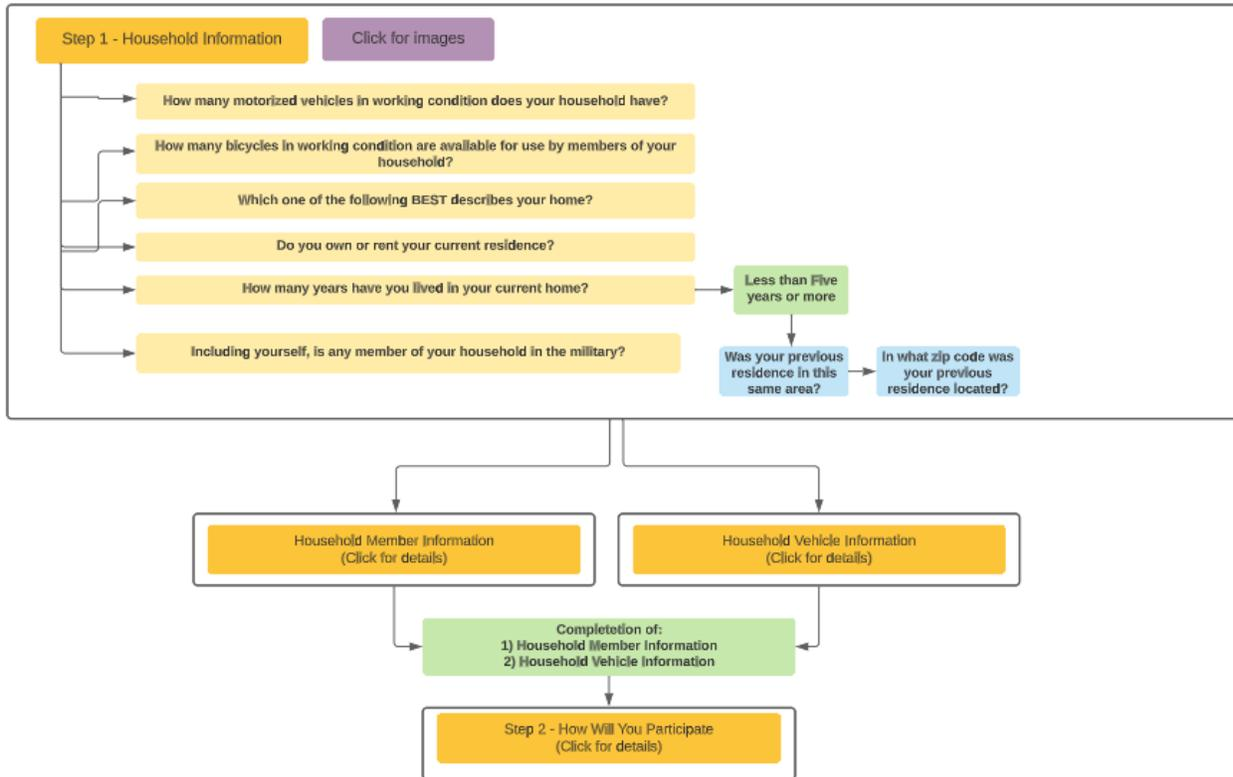 Step 1 - Household Information
Click for images
How many motorized vehicles in working condition does your household have?
How many bicycles in working condition are available for use by members of your
household?
Which one of the following BEST describes your home?
Do you own or rent your current residence?
How many years have you lived in your current home?
Less than Five
years or more
Including yourself, is any member of your household in the military?
Was your previous
residence in this
same area?
In what zip code was
your previous
residence located?
Household Member Information
(Click for details)
Household Vehicle Information
(Click for details)
Completetion of:
1) Household Member Information
2) Household Vehicle Information
Step 2 - How Will You Participate
(Click for details)